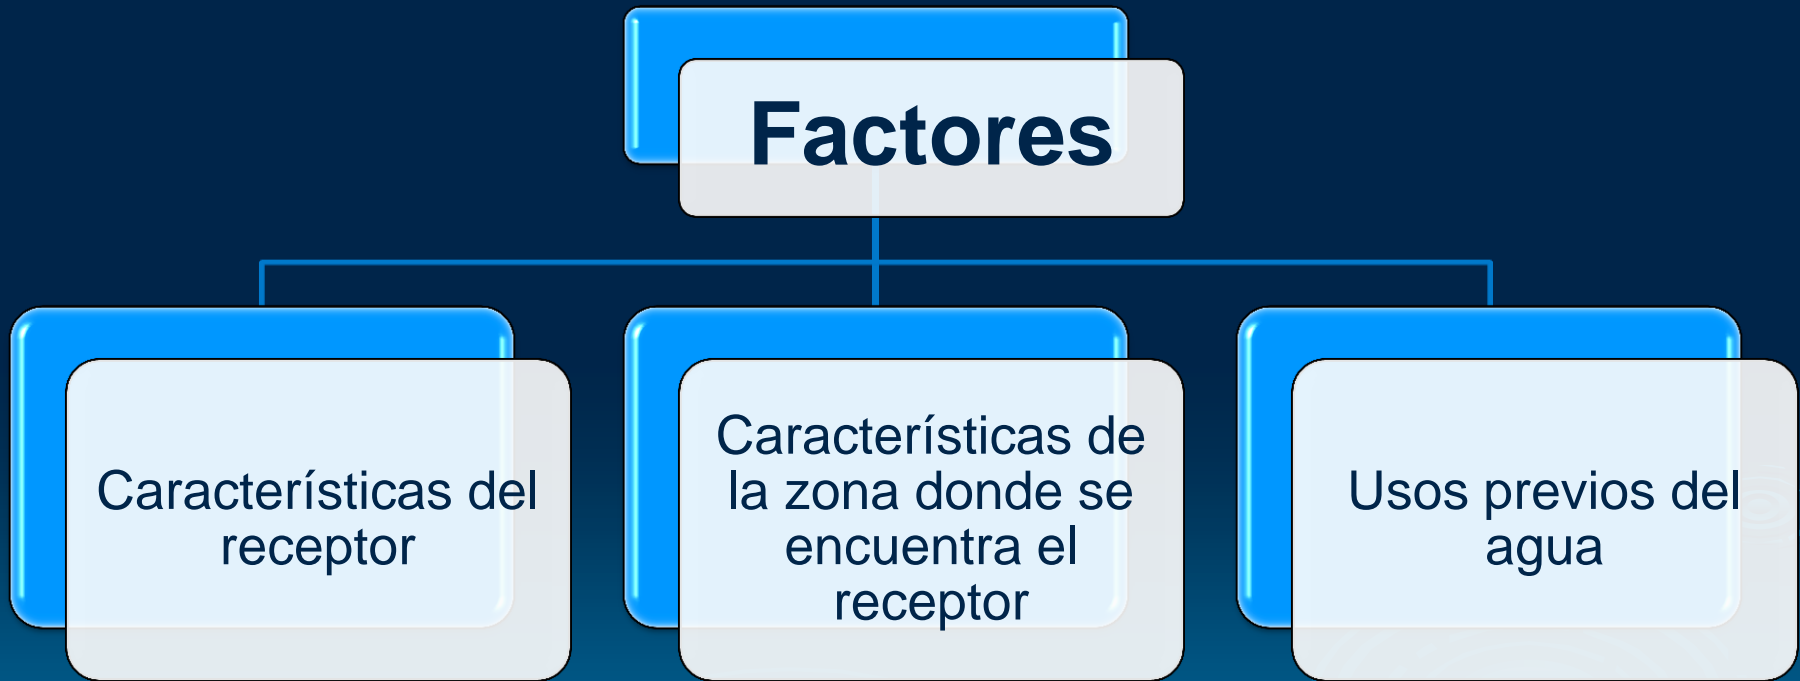 Factores
Características del
receptor
Características de
la zona donde se
encuentra el
receptor
Usos previos del
agua